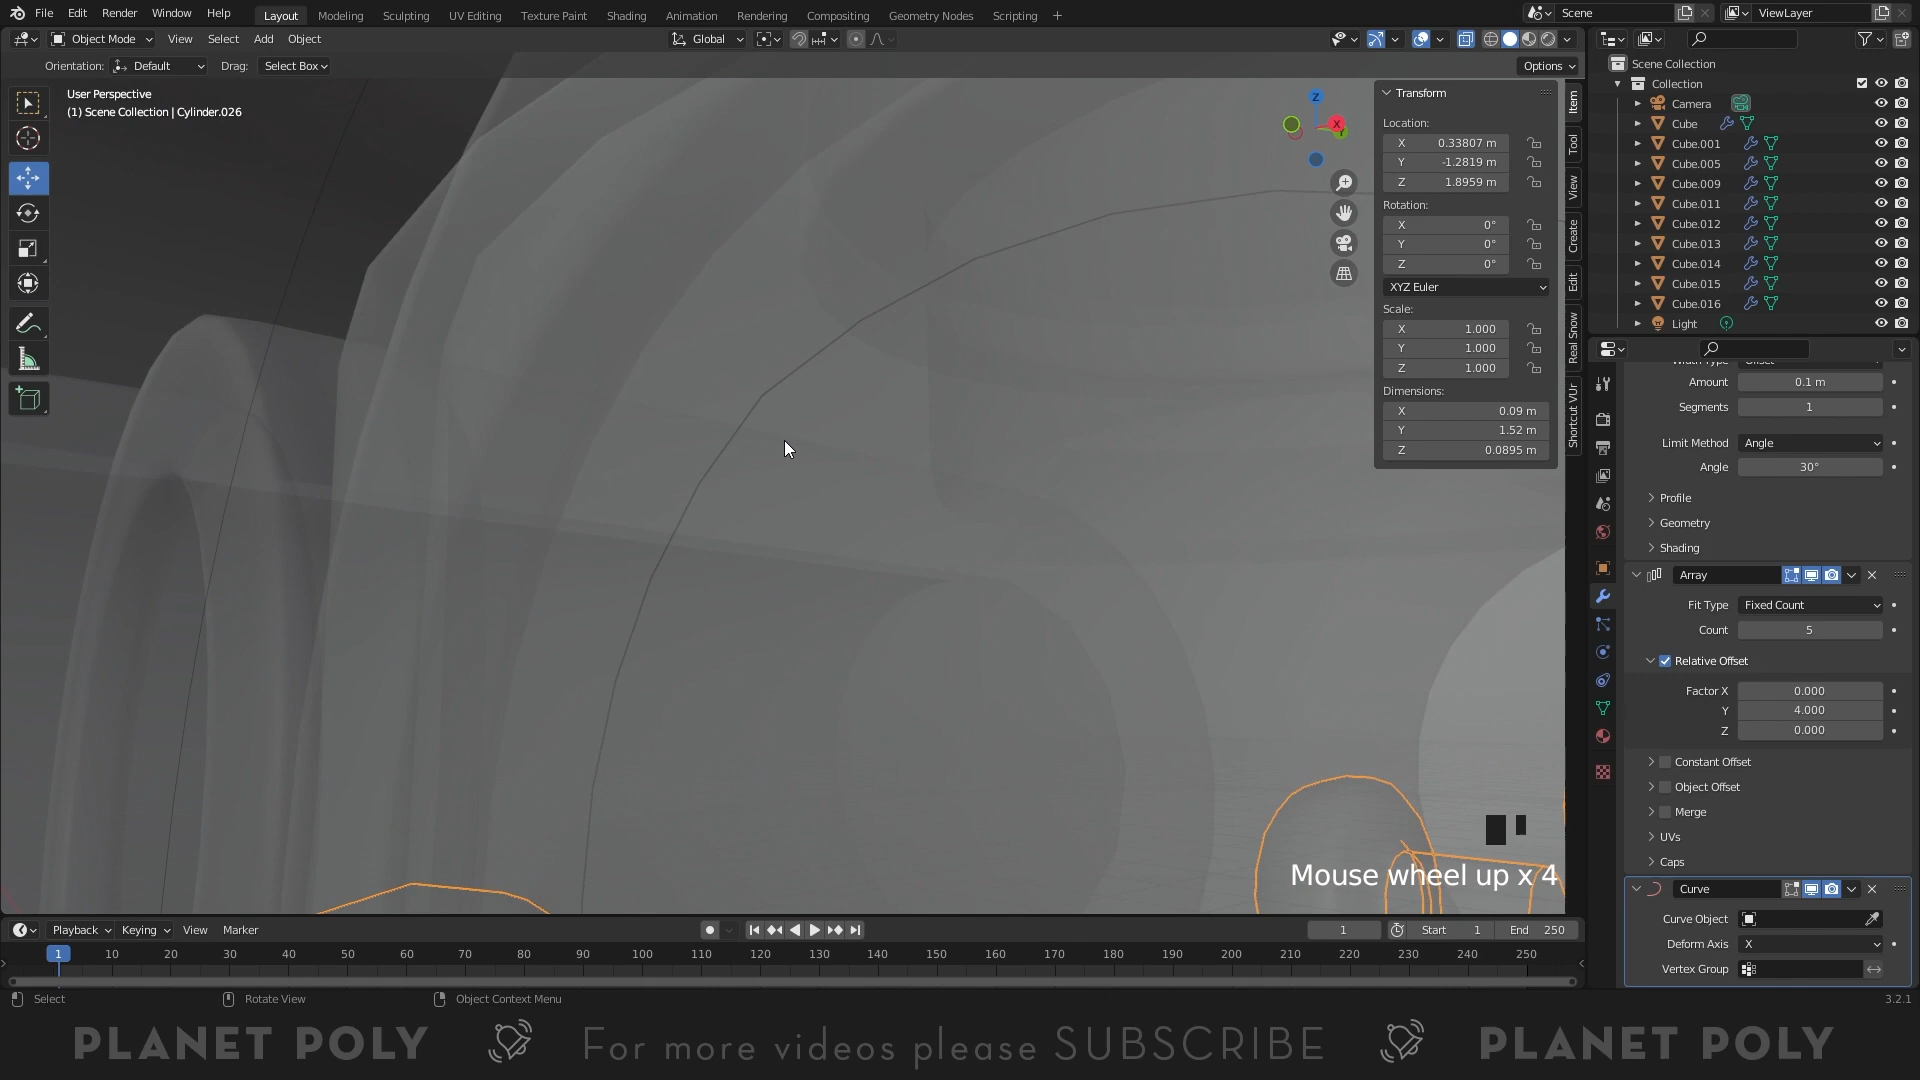 File Edit Render Window Help Layout Modeling Sculpting UV Editing Texture Paint Shading Animation Rendering Compositing Geometry Nodes Scripting + Scene ViewLayer
Object Mode View Select Add Object Global
Orientation: Default Drag: Select Box Options
User Perspective
(1) Scene Collection | Cylinder.026
Z
X
Transform
Location:
X 0.33807 m
Y -1.2819 m
Z 1.8959 m
Rotation:
X 0°
Y 0°
Z 0°
XYZ Euler
Scale:
X 1.000
Y 1.000
Z 1.000
Dimensions:
X 0.09 m
Y 1.52 m
Z 0.0895 m
Item
Tool
View
Create
Edit
Real Snow
Shortcut VUr
Scene Collection
Collection
Camera
Cube
Cube.001
Cube.005
Cube.009
Cube.011
Cube.012
Cube.013
Cube.014
Cube.015
Cube.016
Light
Width Type Offset
Amount 0.1 m
Segments 1
Limit Method Angle
Angle 30°
Profile
Geometry
Shading
Array
Fit Type Fixed Count
Count 5
Relative Offset
Factor X 0.000
Y 4.000
Z 0.000
Constant Offset
Object Offset
Merge
UVs
Caps
Curve
Curve Object
Deform Axis X
Vertex Group
Mouse wheel up x 4
Playback Keying View Marker 1 Start 1 End 250
1 10 20 30 40 50 60 70 80 90 100 110 120 130 140 150 160 170 180 190 200 210 220 230 240 250
Select Rotate View Object Context Menu 3.2.1
PLANET POLY For more videos please SUBSCRIBE PLANET POLY